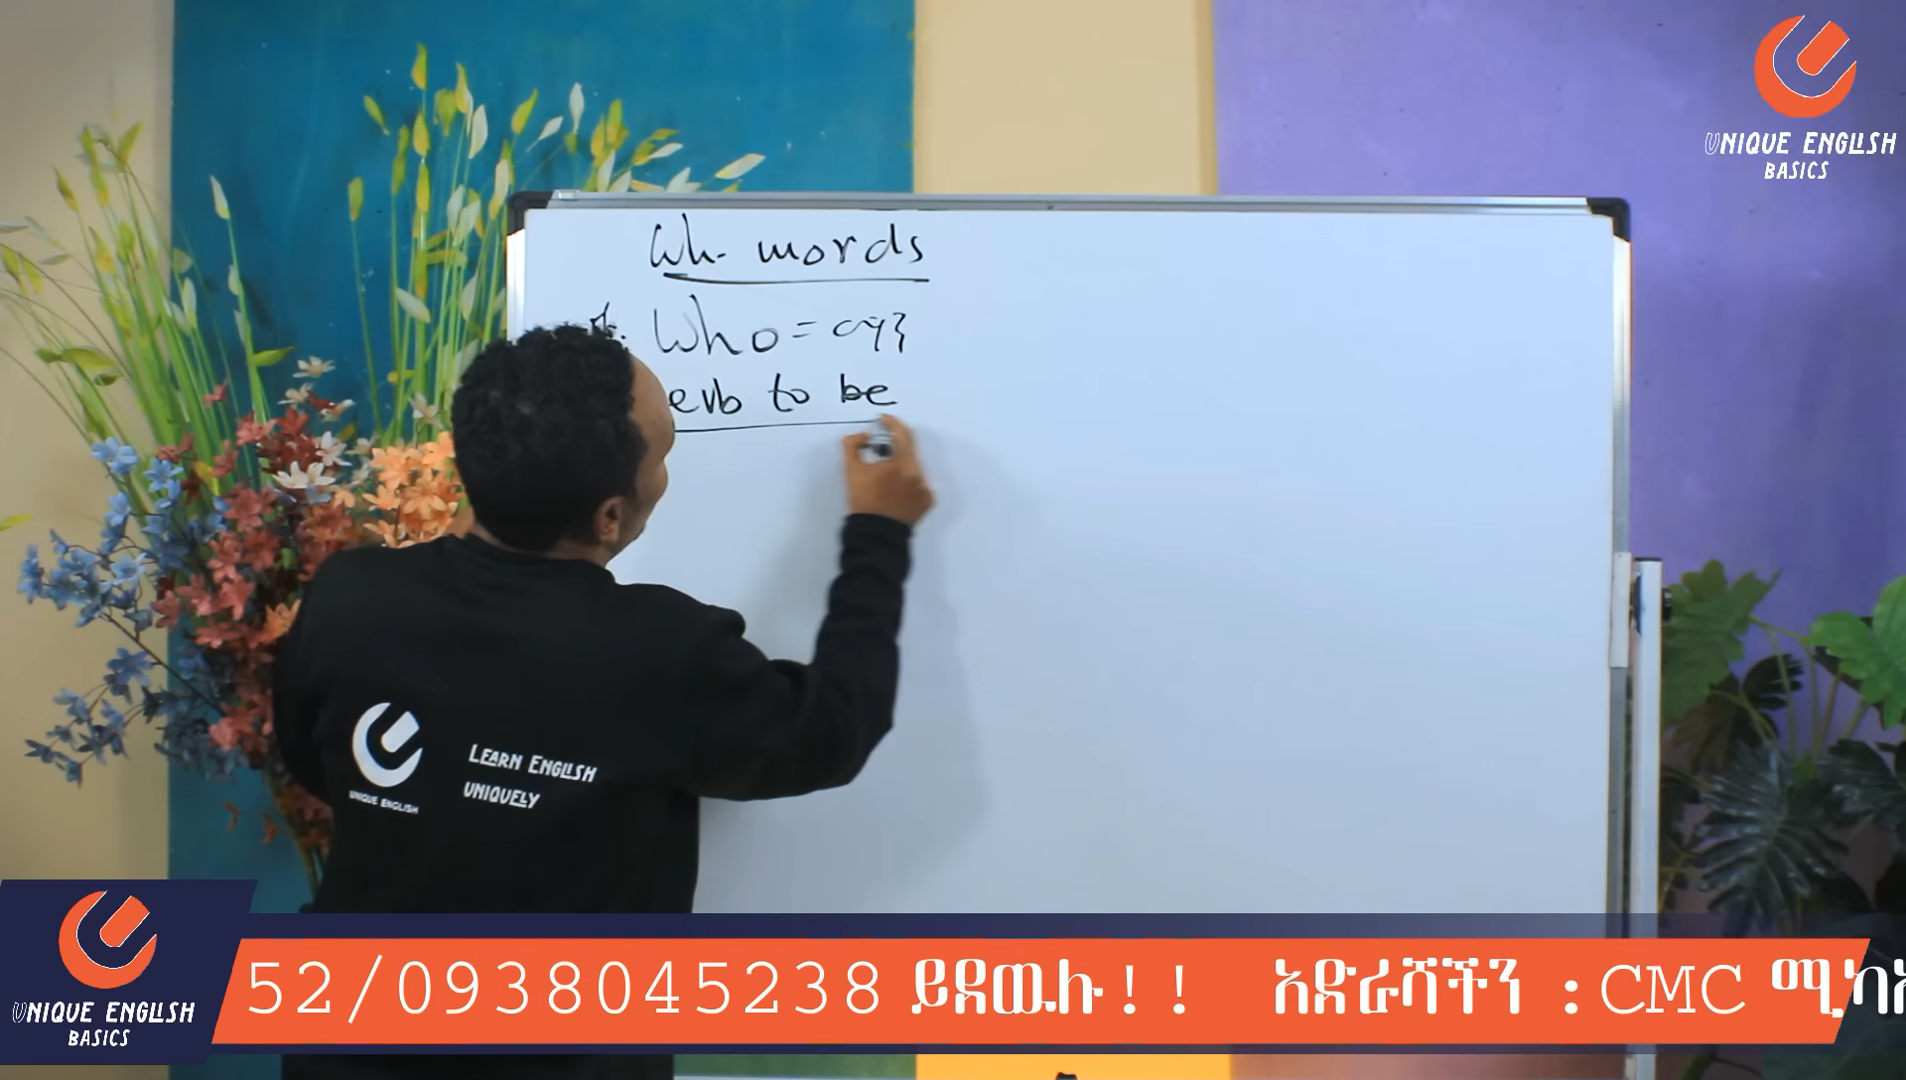 UNIQUE ENGLISH
BASICS
Wh- words
Who = ማን
erb to be
LEARN ENGLISH
UNIQUELY
UNIQUE ENGLISH
UNIQUE ENGLISH
BASICS
52/0938045238 ይደውሉ!! አድራሻችን : CMC